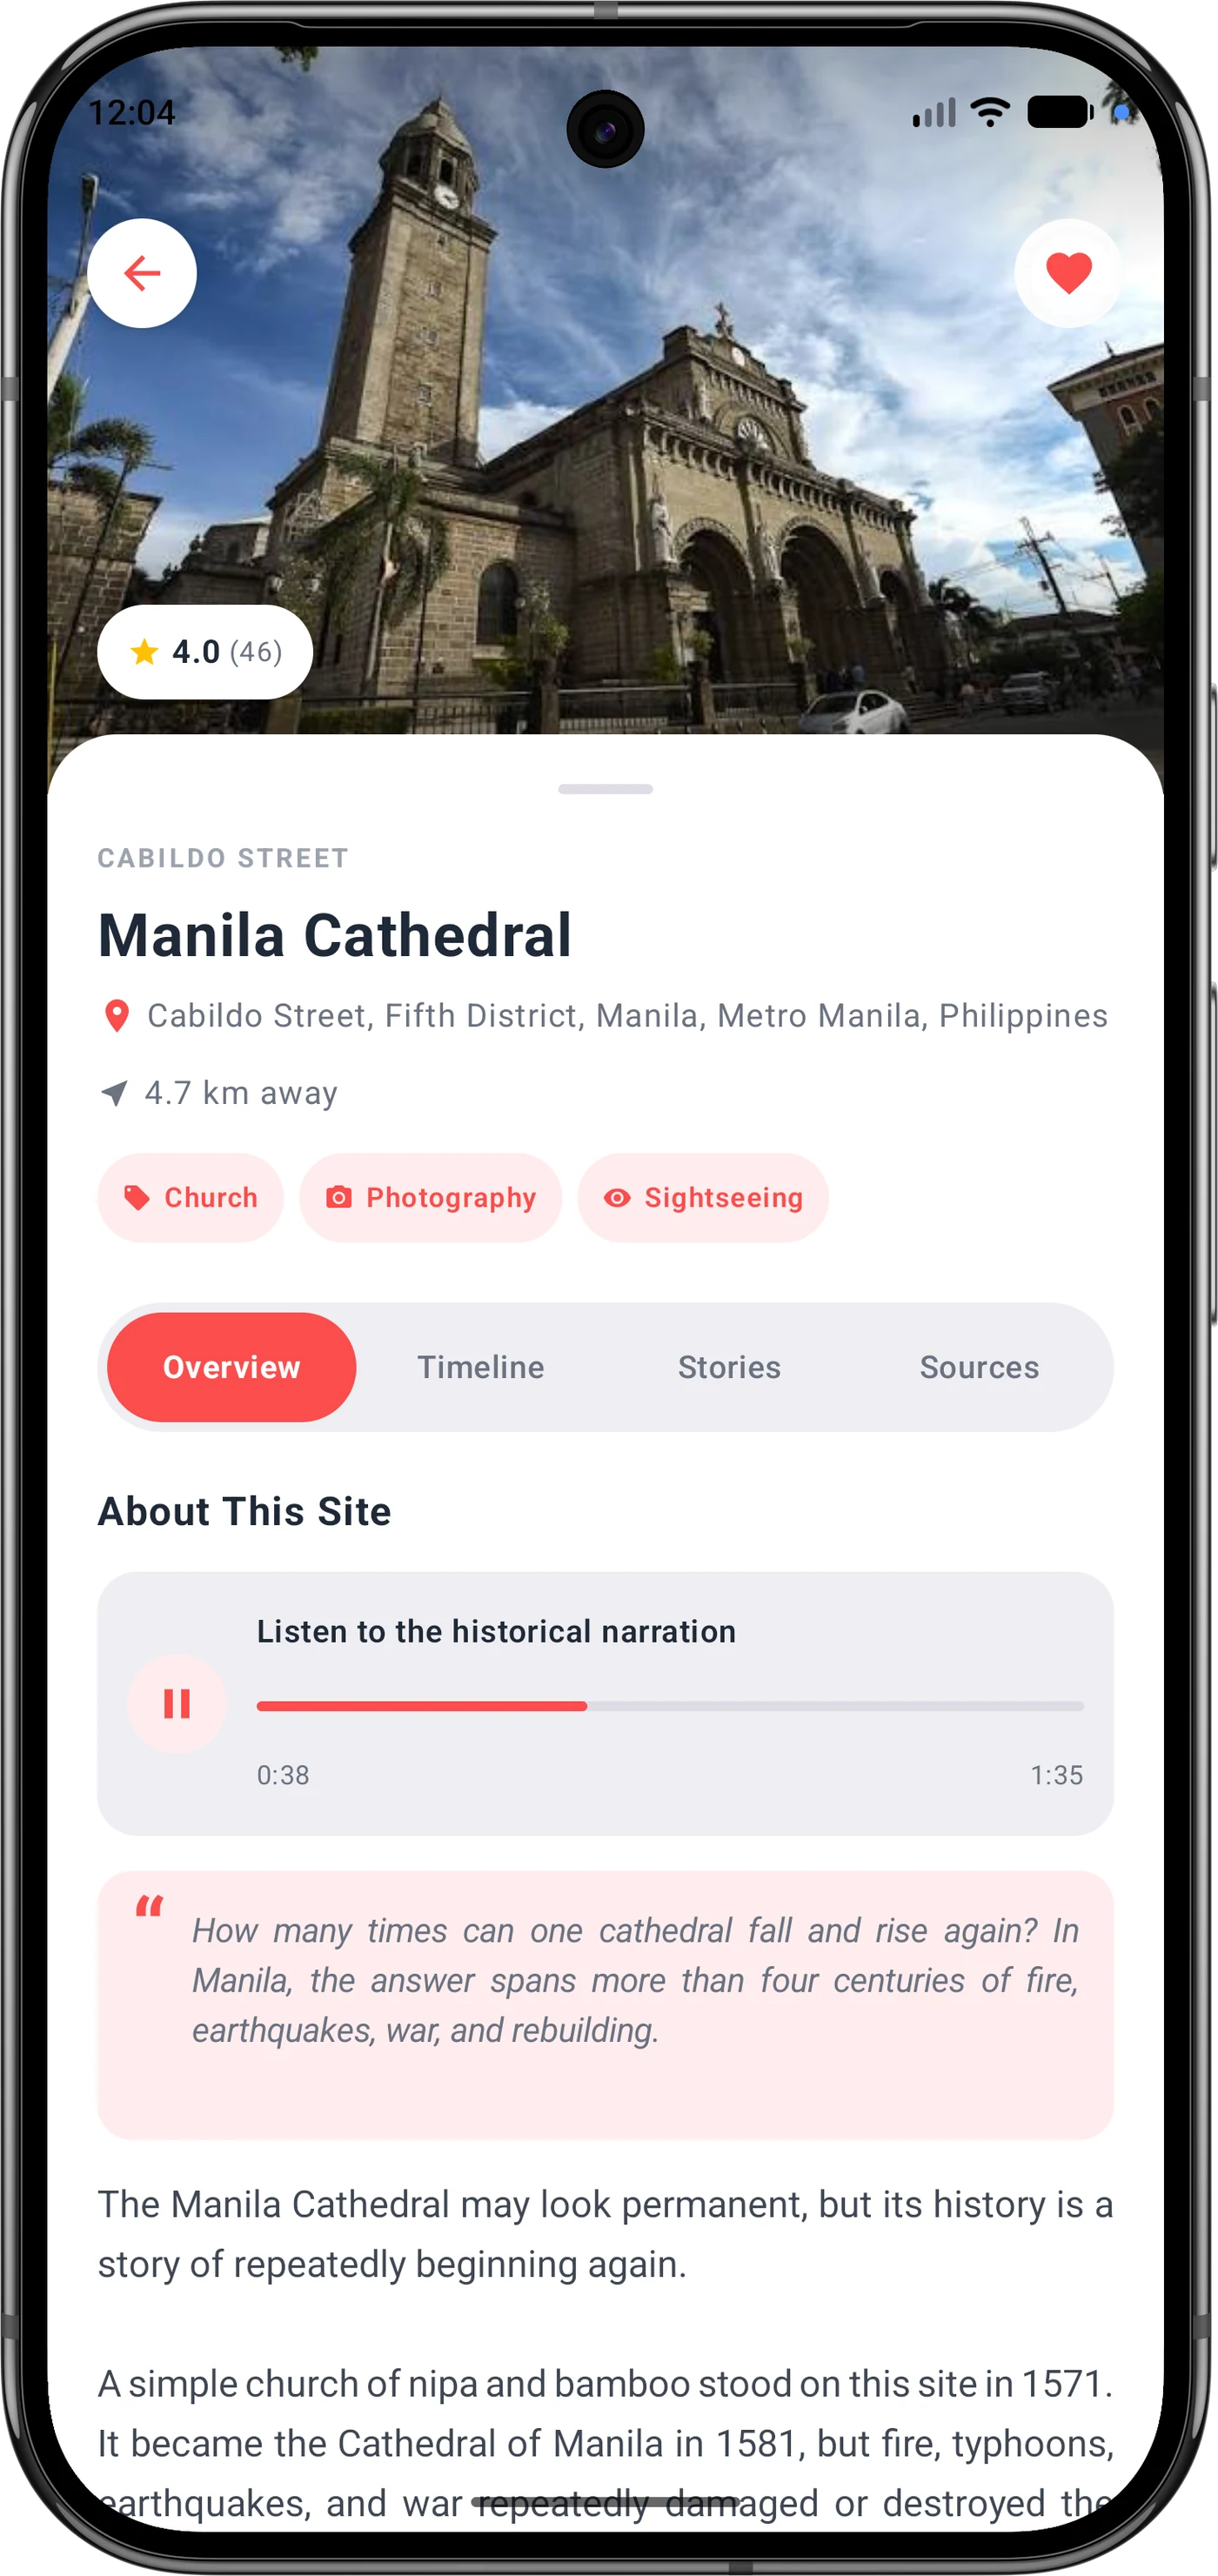 12:04
4.0 (46)
CABILDO STREET
Manila Cathedral
Cabildo Street, Fifth District, Manila, Metro Manila, Philippines
4.7 km away
Church Photography Sightseeing
Overview Timeline Stories Sources
About This Site
Listen to the historical narration
0:38 1:35
“
How many times can one cathedral fall and rise again? In
Manila, the answer spans more than four centuries of fire,
earthquakes, war, and rebuilding.
The Manila Cathedral may look permanent, but its history is a
story of repeatedly beginning again.
A simple church of nipa and bamboo stood on this site in 1571.
It became the Cathedral of Manila in 1581, but fire, typhoons,
earthquakes, and war repeatedly damaged or destroyed the